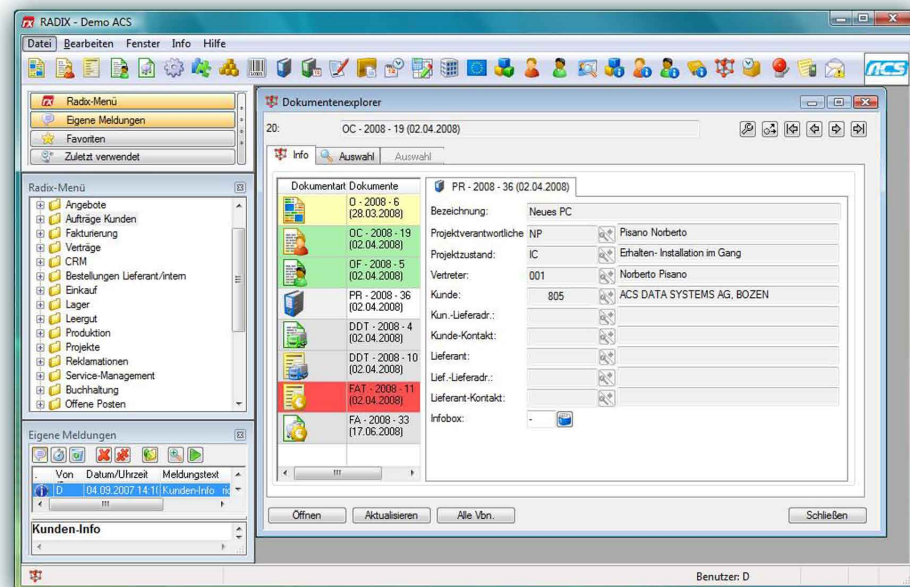 RADIX - Demo ACS
Datei Bearbeiten Fenster Info Hilfe
ACS
Radix-Menü
Eigene Meldungen
Favoriten
Zuletzt verwendet
Radix-Menü
Angebote
Aufträge Kunden
Fakturierung
Verträge
CRM
Bestellungen Lieferant/intern
Einkauf
Lager
Leergut
Produktion
Projekte
Reklamationen
Service-Management
Buchhaltung
Offene Posten
Eigene Meldungen
. Von Datum/Uhrzeit Meldungstext
D 04.09.2007 14:10 Kunden-Info
Kunden-Info
Dokumentenexplorer
20: OC - 2008 - 19 (02.04.2008)
Info Auswahl Auswahl
Dokumentart Dokumente
O - 2008 - 6
(28.03.2008)
OC - 2008 - 19
(02.04.2008)
OF - 2008 - 5
(02.04.2008)
PR - 2008 - 36
(02.04.2008)
DDT - 2008 - 4
(02.04.2008)
DDT - 2008 - 10
(02.04.2008)
FAT - 2008 - 11
(02.04.2008)
FA - 2008 - 33
(17.06.2008)
PR - 2008 - 36 (02.04.2008)
Bezeichnung: Neues PC
Projektverantwortliche NP Pisano Norberto
Projektzustand: IC Erhalten- Installation im Gang
Vertreter: 001 Norberto Pisano
Kunde: 805 ACS DATA SYSTEMS AG, BOZEN
Kun.-Lieferadr.:
Kunde-Kontakt:
Lieferant:
Lief.-Lieferadr.:
Lieferant-Kontakt:
Infobox: -
Öffnen Aktualisieren Alle Vbn. Schließen
Benutzer: D